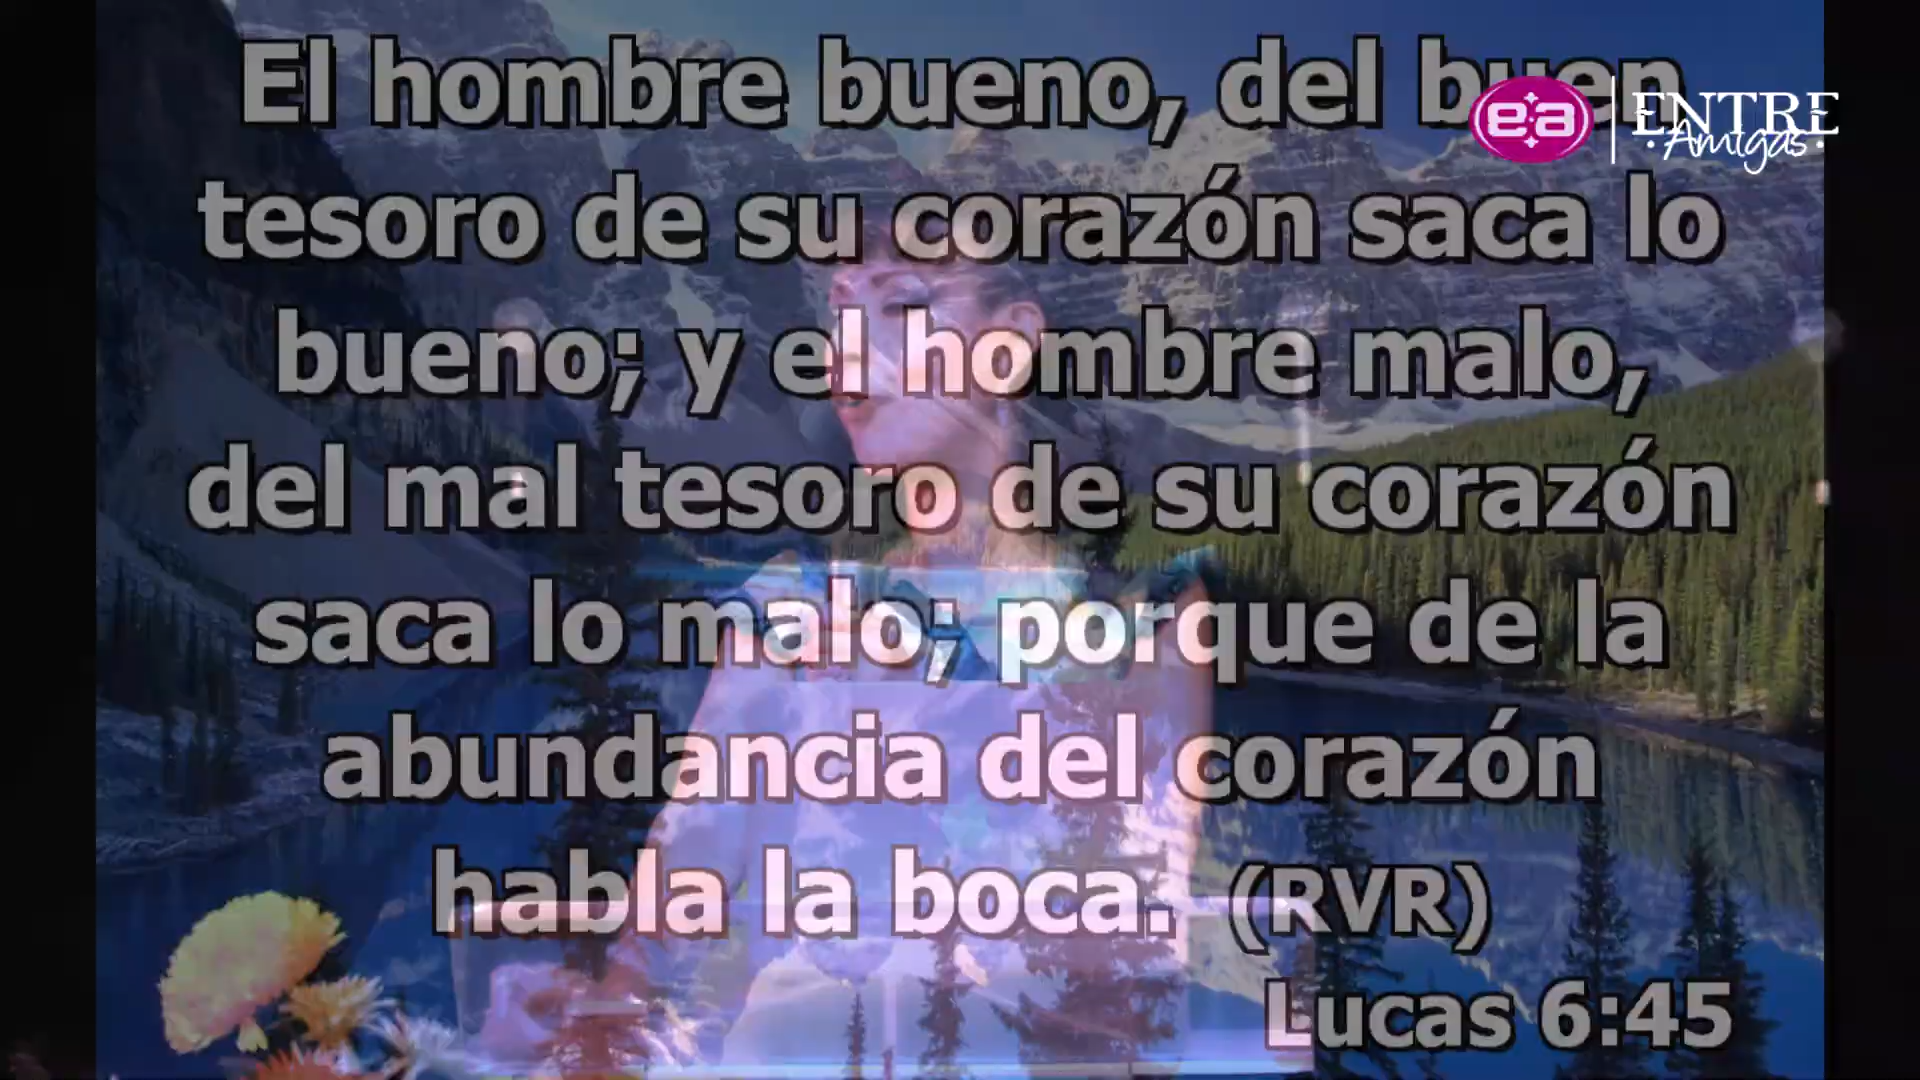 El hombre bueno, del buen
tesoro de su corazón saca lo
bueno; y el hombre malo,
del mal tesoro de su corazón
saca lo malo; porque de la
abundancia del corazón
habla la boca. (RVR)
Lucas 6:45
ea
ENTRE
Amigas